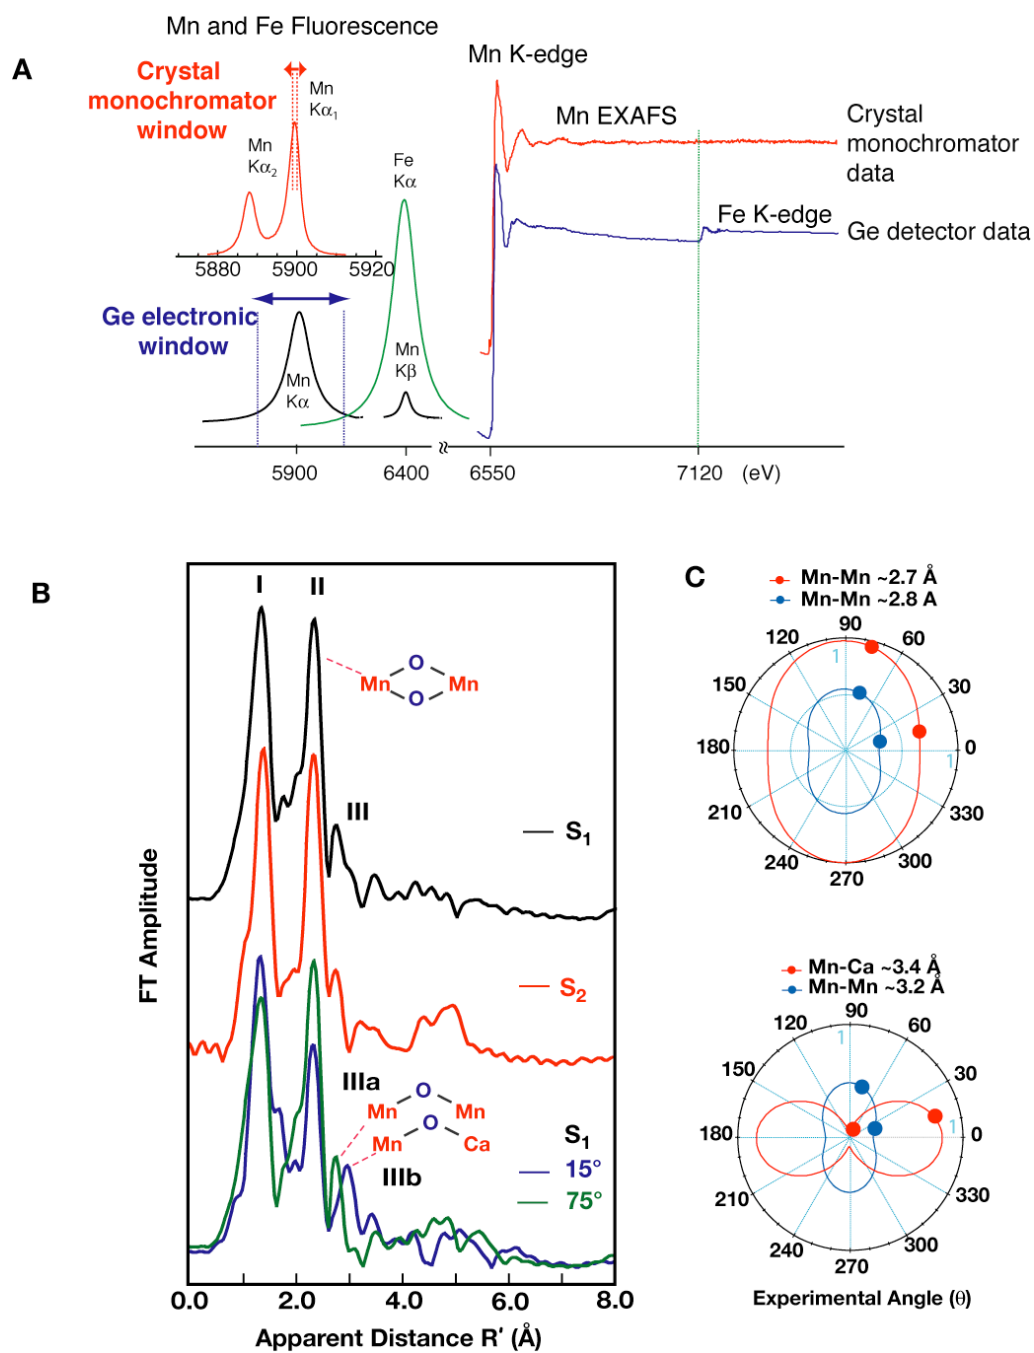 Mn and Fe Fluorescence
A
Crystal
monochromator
window
Mn
Kα1
Mn
Kα2
Fe
Kα
5880 5900 5920
Ge electronic
window
Mn
Kα
Mn
Kβ
Mn K-edge
Mn EXAFS
Crystal
monochromator
data
Fe K-edge
Ge detector data
5900 6400 6550 7120 (eV)
B
I II
O
Mn Mn
O
III
S1
S2
IIIa
O
Mn Mn
O
Mn Ca
IIIb
S1
15°
75°
FT Amplitude
0.0 2.0 4.0 6.0 8.0
Apparent Distance R' (Å)
C
Mn-Mn ~2.7 Å
Mn-Mn ~2.8 A
90
120 60
1
150 30
180 1 0
210 330
240 300
270
Mn-Ca ~3.4 Å
Mn-Mn ~3.2 Å
90
120 60
1
150 30
180 1 0
210 330
240 300
270
Experimental Angle (θ)